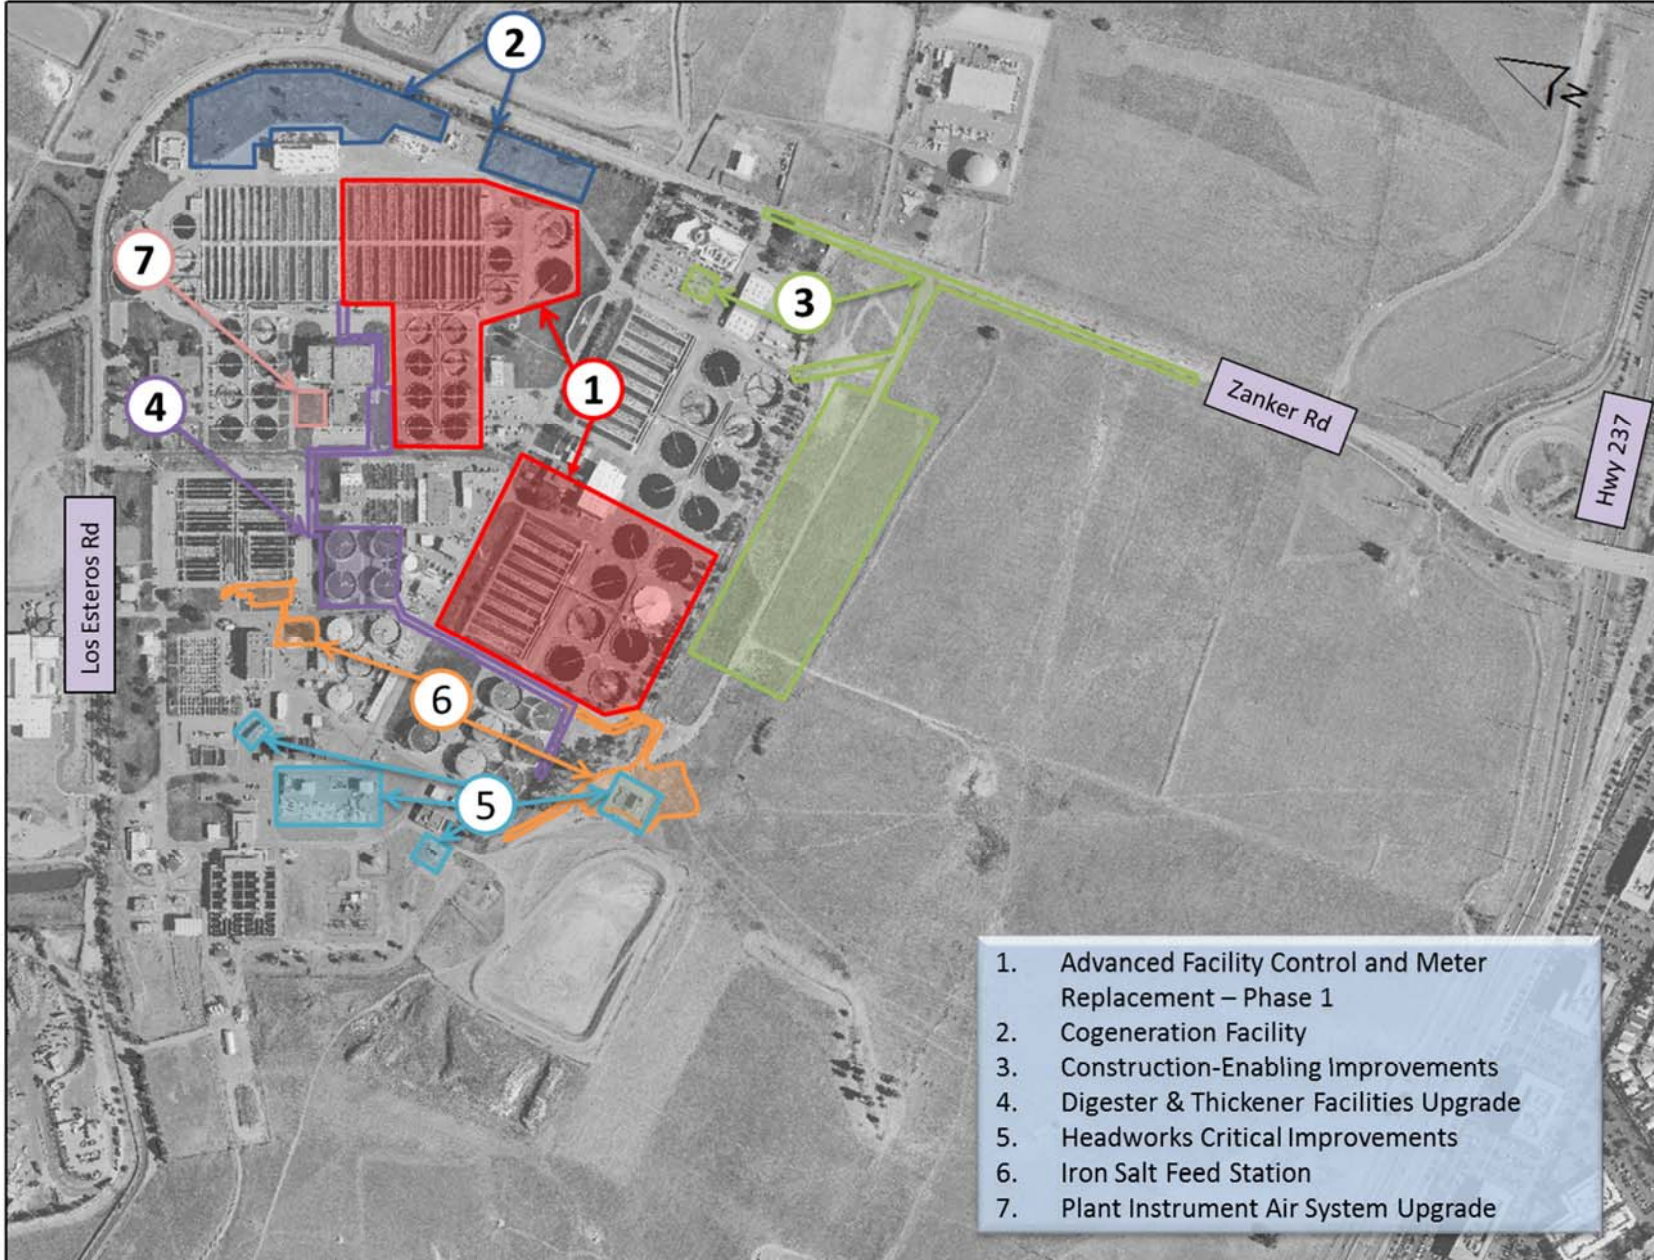 2
N
7
3
1
4
Zanker Rd
Hwy 237
Los Esteros Rd
6
5
1. Advanced Facility Control and Meter
Replacement – Phase 1
2. Cogeneration Facility
3. Construction-Enabling Improvements
4. Digester & Thickener Facilities Upgrade
5. Headworks Critical Improvements
6. Iron Salt Feed Station
7. Plant Instrument Air System Upgrade